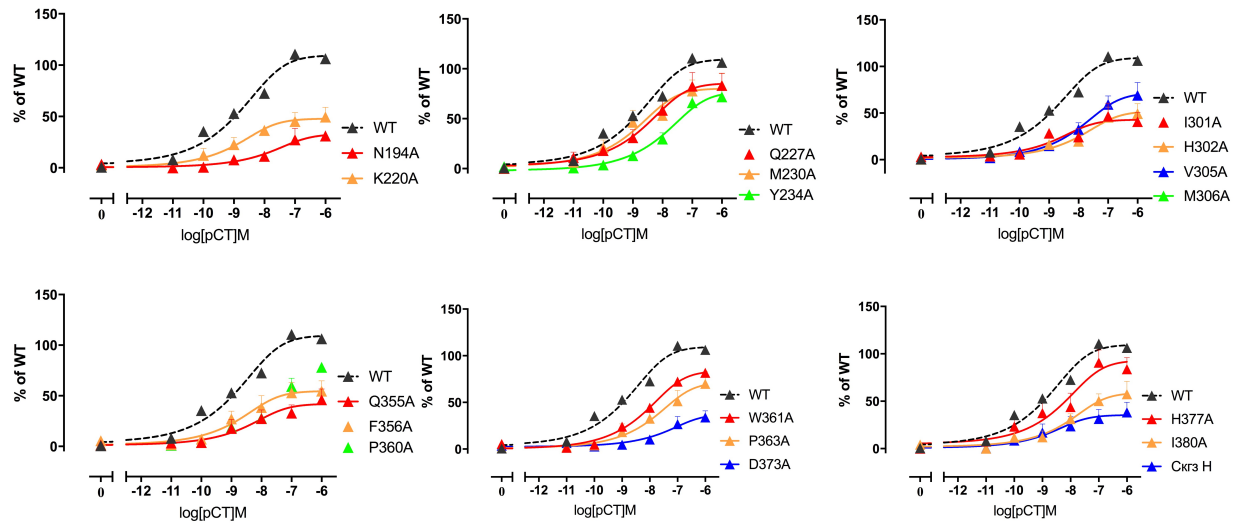 150
100
50
0
% of WT
0 -12 -11 -10 -9 -8 -7 -6
log[pCT]M
WT
N194A
K220A
150
100
50
0
% of WT
0 -12 -11 -10 -9 -8 -7 -6
log[pCT]M
WT
Q227A
M230A
Y234A
150
100
50
0
% of WT
0 -12 -11 -10 -9 -8 -7 -6
log[pCT]M
WT
I301A
H302A
V305A
M306A
150
100
50
0
% of WT
0 -12 -11 -10 -9 -8 -7 -6
log[pCT]M
WT
Q355A
F356A
P360A
150
100
50
0
% of WT
0 -12 -11 -10 -9 -8 -7 -6
log[pCT]M
WT
W361A
P363A
D373A
150
100
50
0
% of WT
0 -12 -11 -10 -9 -8 -7 -6
log[pCT]M
WT
H377A
I380A
Скгз Н